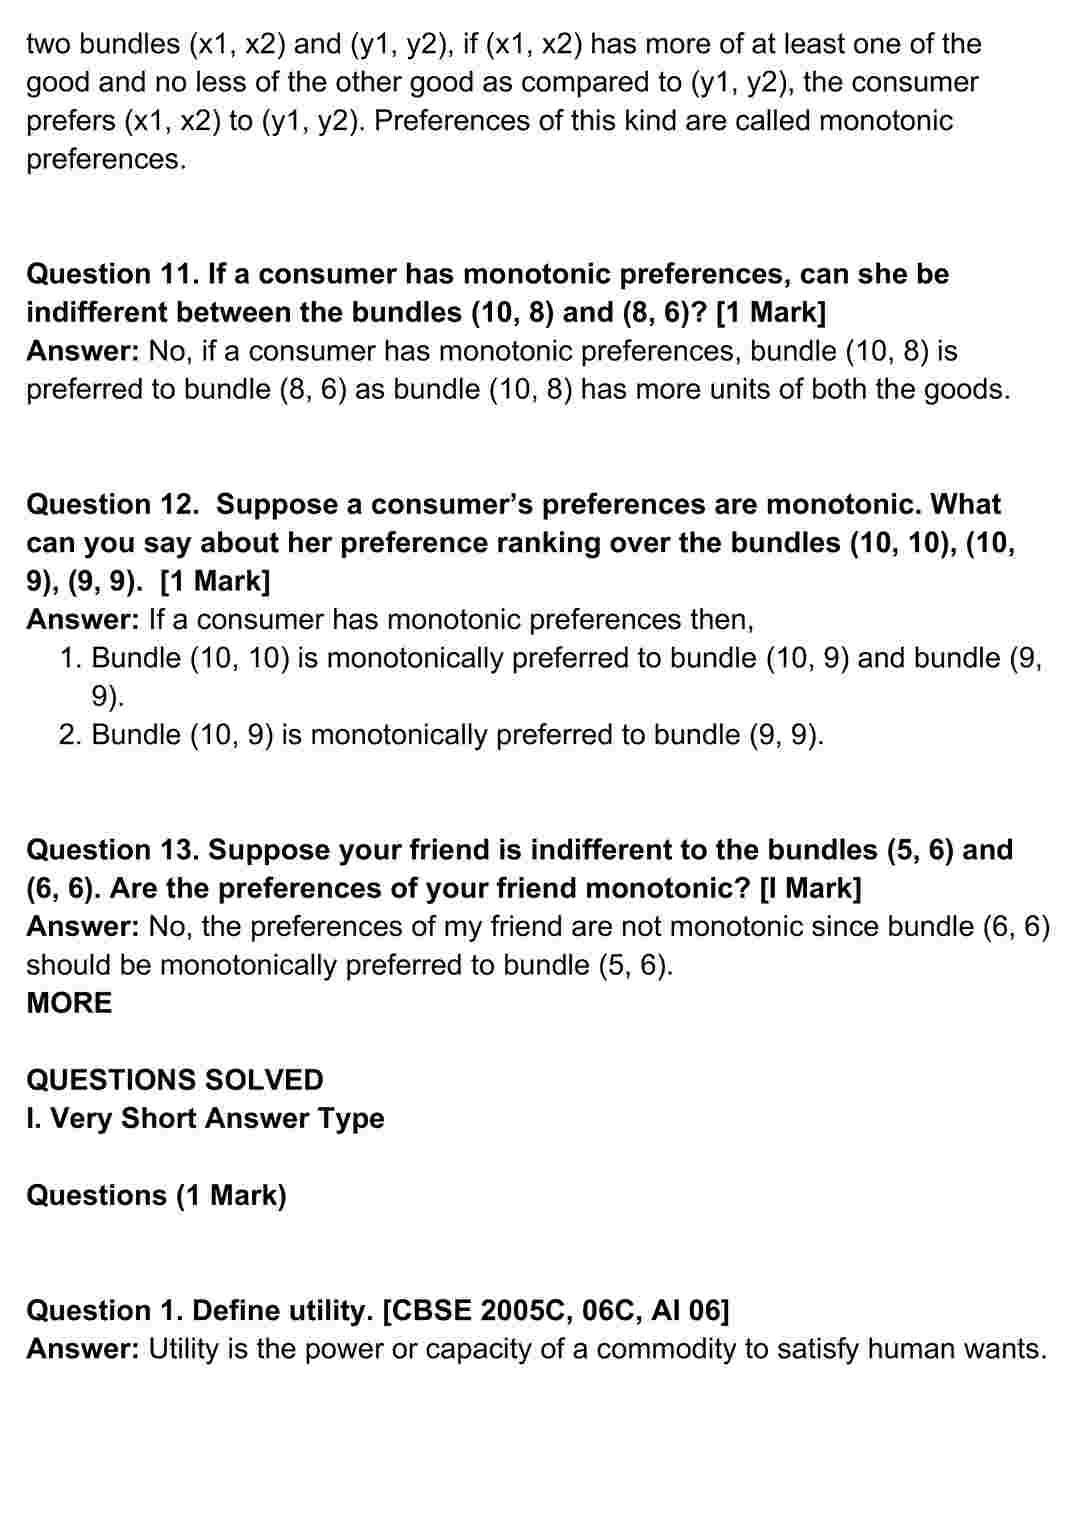 two bundles (x1, x2) and (y1, y2), if (x1, x2) has more of at least one of the
good and no less of the other good as compared to (y1, y2), the consumer
prefers (x1, x2) to (y1, y2). Preferences of this kind are called monotonic
preferences.
Question 11. If a consumer has monotonic preferences, can she be
indifferent between the bundles (10, 8) and (8, 6)? [1 Mark]
Answer: No, if a consumer has monotonic preferences, bundle (10, 8) is
preferred to bundle (8, 6) as bundle (10, 8) has more units of both the goods.
Question 12.  Suppose a consumer’s preferences are monotonic. What
can you say about her preference ranking over the bundles (10, 10), (10,
9), (9, 9).  [1 Mark]
Answer: If a consumer has monotonic preferences then,
1. Bundle (10, 10) is monotonically preferred to bundle (10, 9) and bundle (9,
9).
2. Bundle (10, 9) is monotonically preferred to bundle (9, 9).
Question 13. Suppose your friend is indifferent to the bundles (5, 6) and
(6, 6). Are the preferences of your friend monotonic? [I Mark]
Answer: No, the preferences of my friend are not monotonic since bundle (6, 6)
should be monotonically preferred to bundle (5, 6).
MORE
QUESTIONS SOLVED
I. Very Short Answer Type
Questions (1 Mark)
Question 1. Define utility. [CBSE 2005C, 06C, AI 06]
Answer: Utility is the power or capacity of a commodity to satisfy human wants.